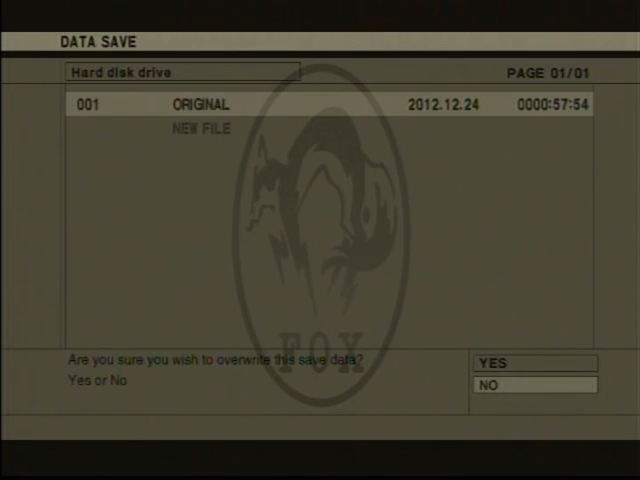 DATA SAVE
Hard disk drive PAGE 01/01
001 ORIGINAL 2012.12.24 0000:57:54
NEW FILE
FOX
Are you sure you wish to overwrite this save data?
Yes or No
YES
NO